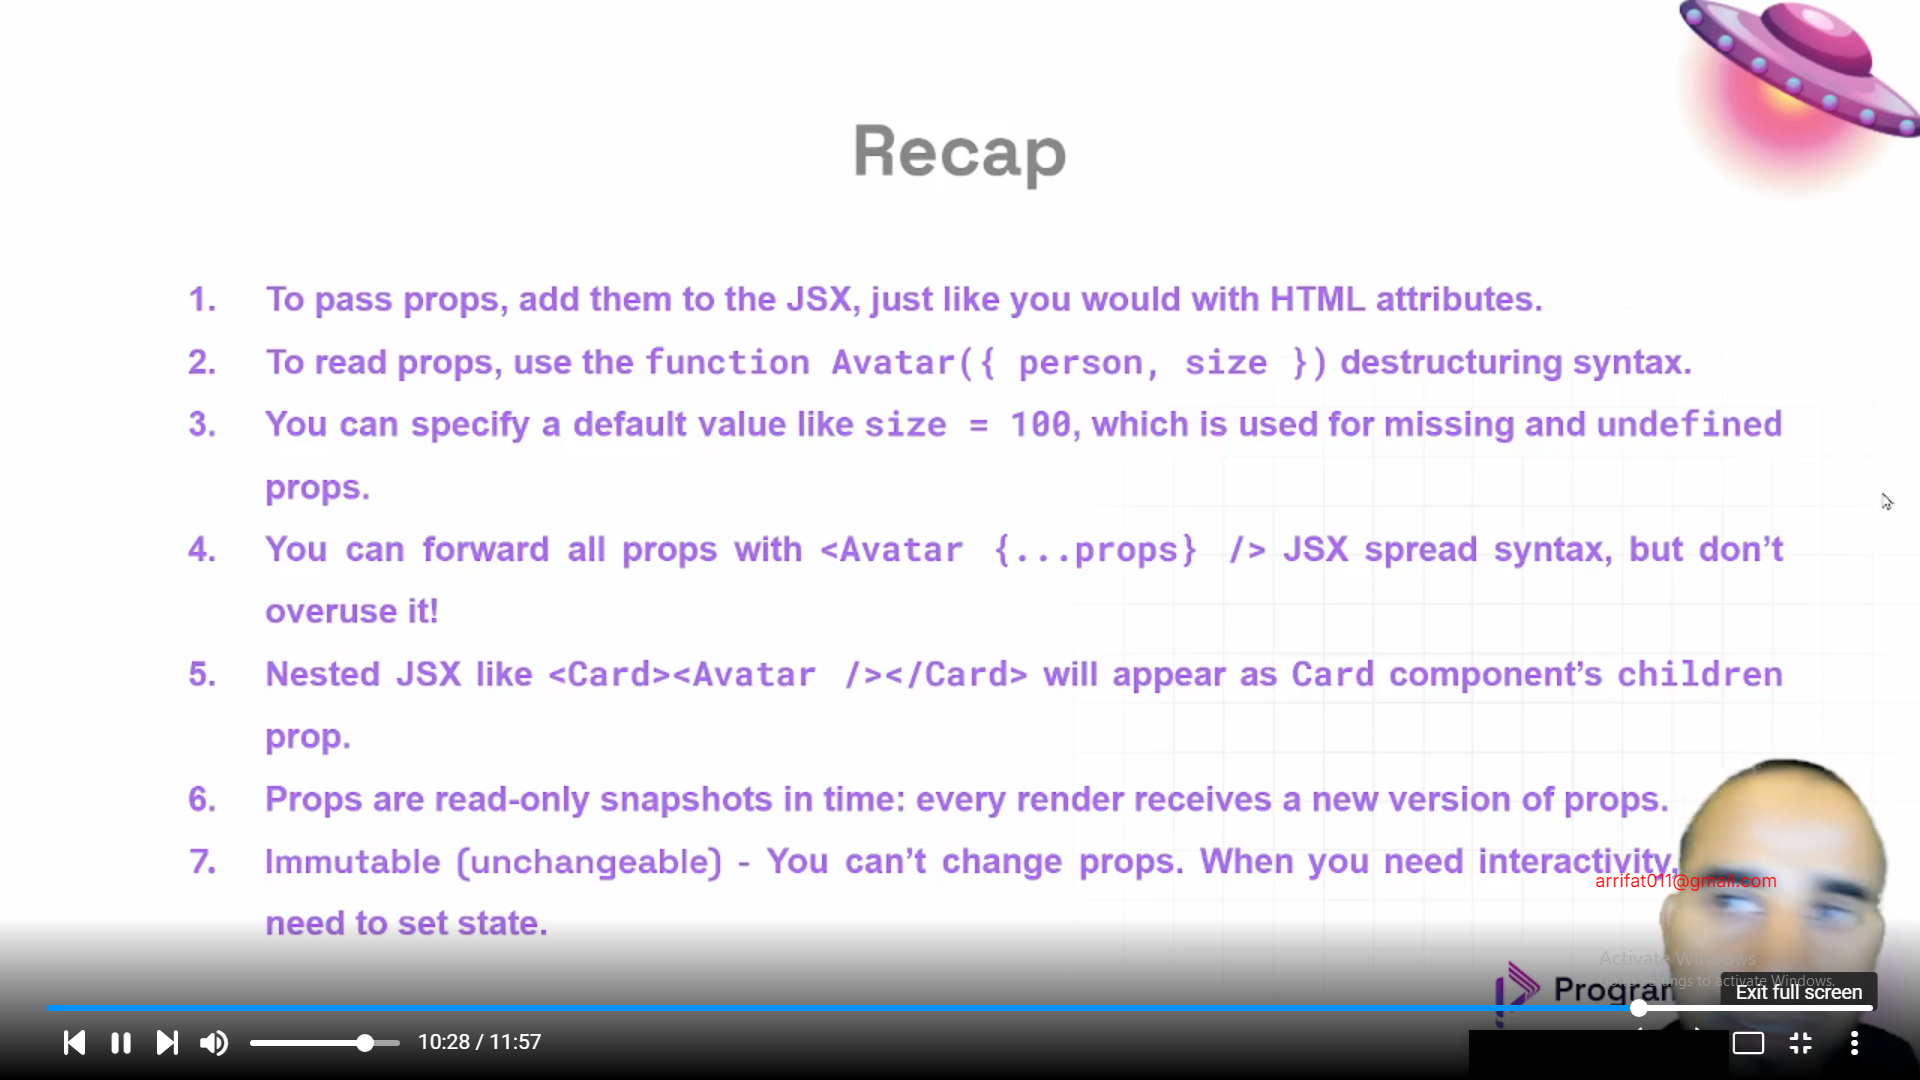 Recap
1. To pass props, add them to the JSX, just like you would with HTML attributes.
2. To read props, use the function Avatar({ person, size }) destructuring syntax.
3. You can specify a default value like size = 100, which is used for missing and undefined
props.
4. You can forward all props with <Avatar {...props} /> JSX spread syntax, but don’t
overuse it!
5. Nested JSX like <Card><Avatar /></Card> will appear as Card component’s children
prop.
6. Props are read-only snapshots in time: every render receives a new version of props.
7. Immutable (unchangeable) - You can’t change props. When you need interactivity,
arrifat011@gmail.com
need to set state.
Activate Windows
to activate Windows.
Exit full screen
10:28 / 11:57